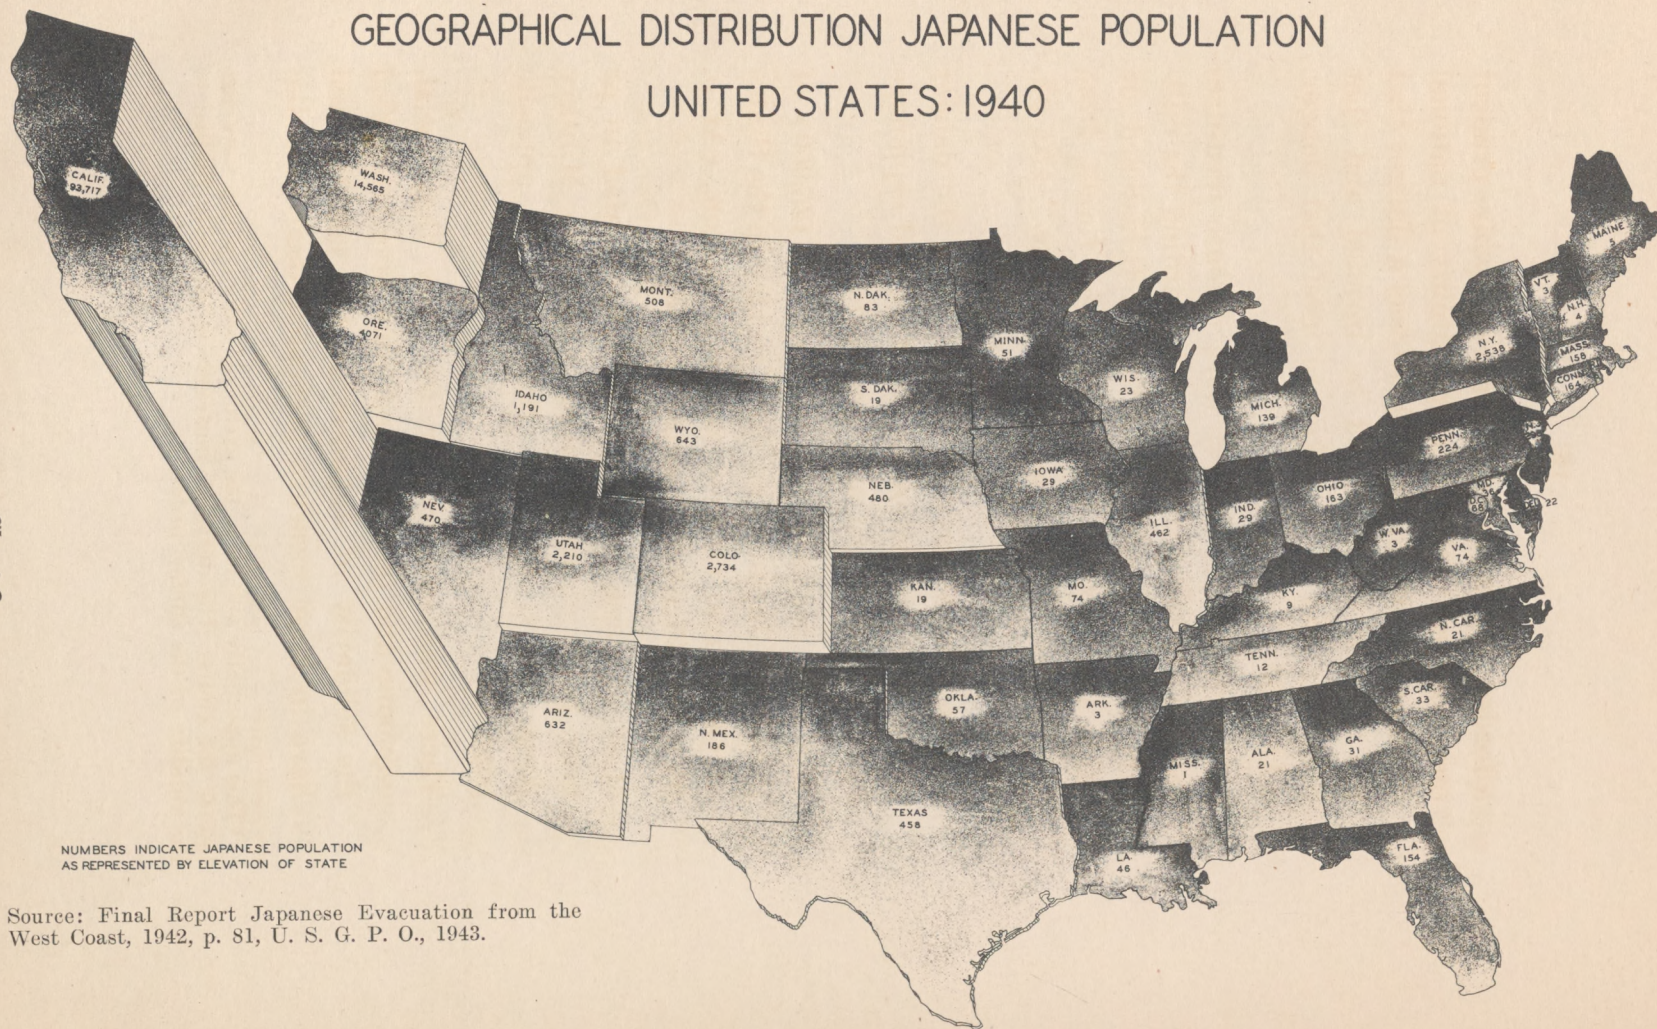 GEOGRAPHICAL DISTRIBUTION JAPANESE POPULATION
UNITED STATES: 1940
CALIF.
93,717
WASH.
14,565
ORE.
4071
MONT.
508
IDAHO
1,191
WYO.
643
NEV.
470
UTAH
2,210
COLO.
2,734
ARIZ.
632
N. MEX.
186
N. DAK.
83
S. DAK.
19
NEB.
480
KAN.
19
OKLA.
57
TEXAS
458
MINN.
51
IOWA
29
MO.
74
ARK.
3
LA.
46
WIS.
23
ILL.
462
MICH.
139
IND.
29
OHIO
163
KY.
9
TENN.
12
MISS.
1
ALA.
21
GA.
31
FLA.
154
S. CAR.
33
N. CAR.
21
VA.
74
W. VA.
3
MD.
36
D.C.
68
22
PENN.
224
N.Y.
2,538
VT.
3
N.H.
4
MAINE
5
MASS.
158
CONN.
164
NUMBERS INDICATE JAPANESE POPULATION
AS REPRESENTED BY ELEVATION OF STATE
Source: Final Report Japanese Evacuation from the
West Coast, 1942, p. 81, U. S. G. P. O., 1943.